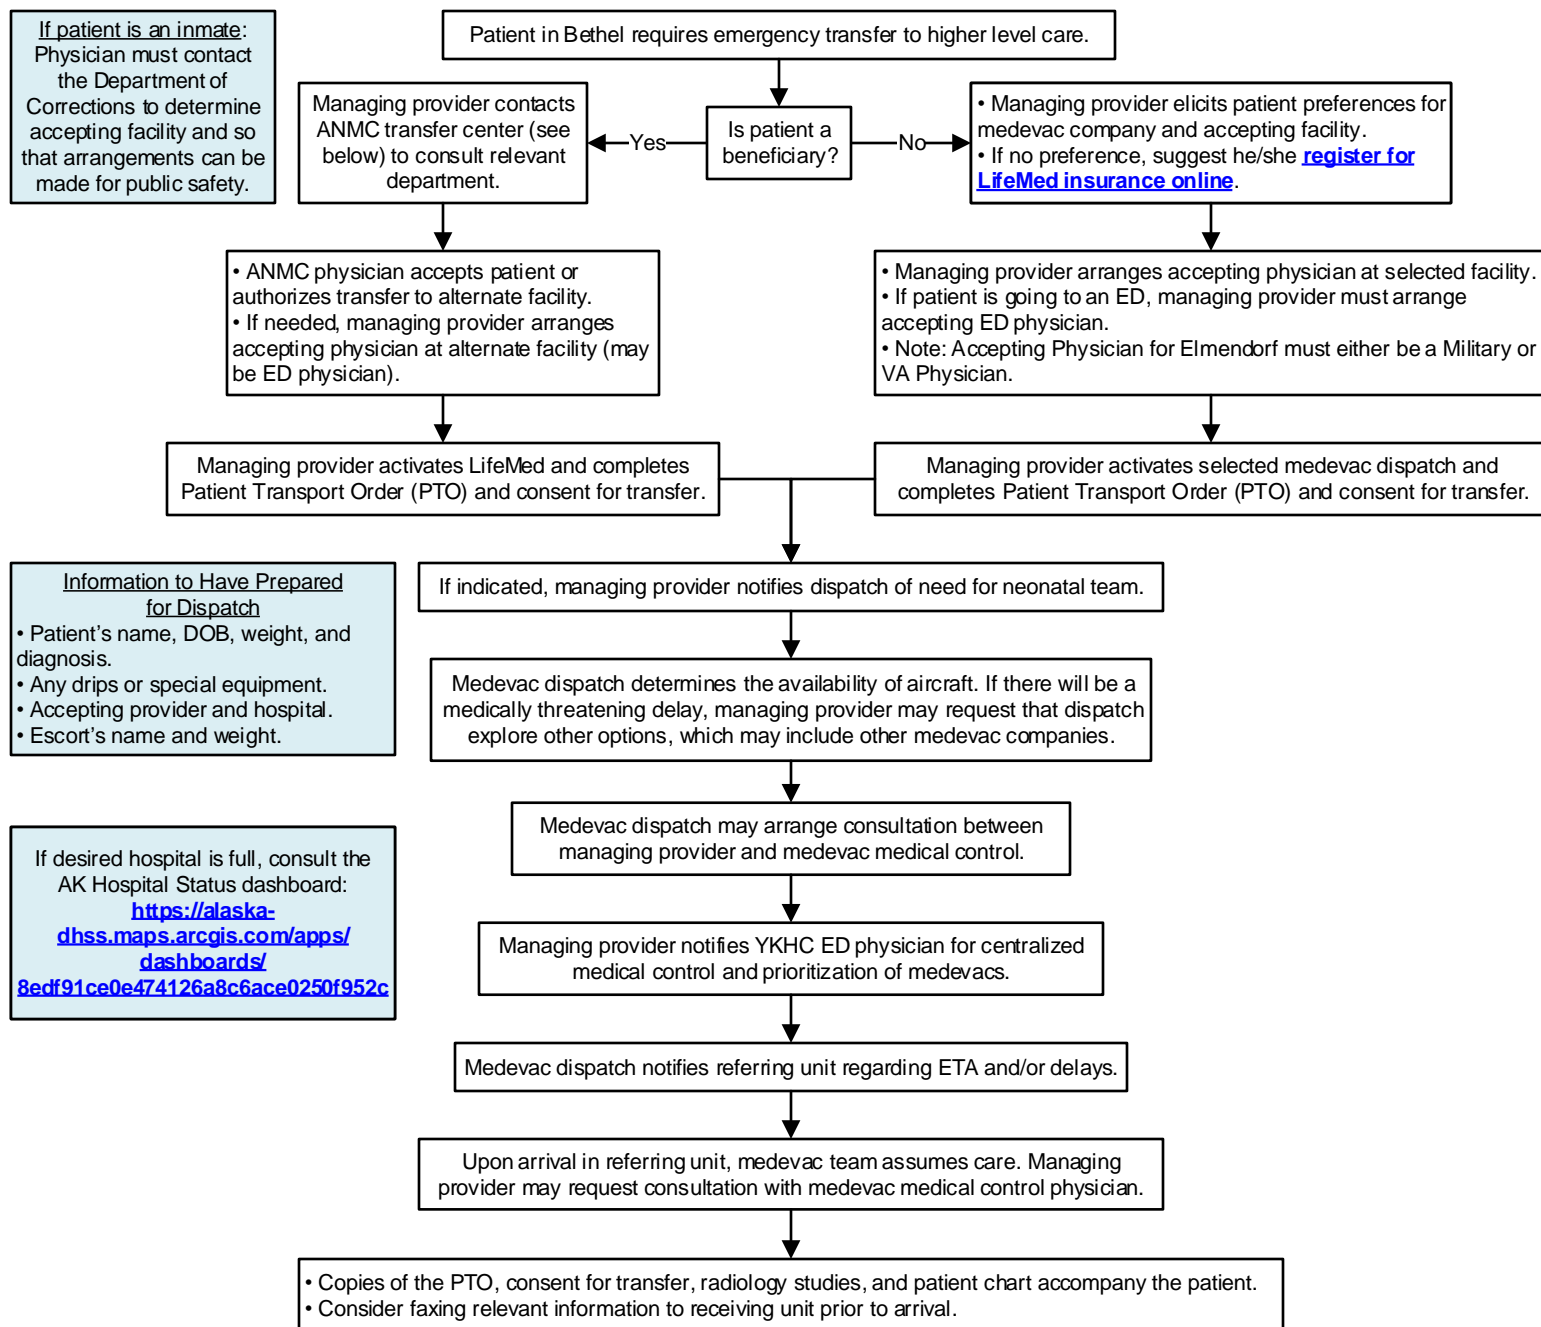 If patient is an inmate:
Physician must contact
the Department of
Corrections to determine
accepting facility and so
that arrangements can be
made for public safety.
Patient in Bethel requires emergency transfer to higher level care.
Is patient a
beneficiary?
Yes
No
Managing provider contacts
ANMC transfer center (see
below) to consult relevant
department.
• Managing provider elicits patient preferences for
medevac company and accepting facility.
• If no preference, suggest he/she register for
LifeMed insurance online.
• ANMC physician accepts patient or
authorizes transfer to alternate facility.
• If needed, managing provider arranges
accepting physician at alternate facility (may
be ED physician).
• Managing provider arranges accepting physician at selected facility.
• If patient is going to an ED, managing provider must arrange
accepting ED physician.
• Note: Accepting Physician for Elmendorf must either be a Military or
VA Physician.
Managing provider activates LifeMed and completes
Patient Transport Order (PTO) and consent for transfer.
Managing provider activates selected medevac dispatch and
completes Patient Transport Order (PTO) and consent for transfer.
Information to Have Prepared
for Dispatch
• Patient's name, DOB, weight, and
diagnosis.
• Any drips or special equipment.
• Accepting provider and hospital.
• Escort's name and weight.
If indicated, managing provider notifies dispatch of need for neonatal team.
Medevac dispatch determines the availability of aircraft. If there will be a
medically threatening delay, managing provider may request that dispatch
explore other options, which may include other medevac companies.
If desired hospital is full, consult the
AK Hospital Status dashboard:
https://alaska-
dhss.maps.arcgis.com/apps/
dashboards/
8edf91ce0e474126a8c6ace0250f952c
Medevac dispatch may arrange consultation between
managing provider and medevac medical control.
Managing provider notifies YKHC ED physician for centralized
medical control and prioritization of medevacs.
Medevac dispatch notifies referring unit regarding ETA and/or delays.
Upon arrival in referring unit, medevac team assumes care. Managing
provider may request consultation with medevac medical control physician.
• Copies of the PTO, consent for transfer, radiology studies, and patient chart accompany the patient.
• Consider faxing relevant information to receiving unit prior to arrival.